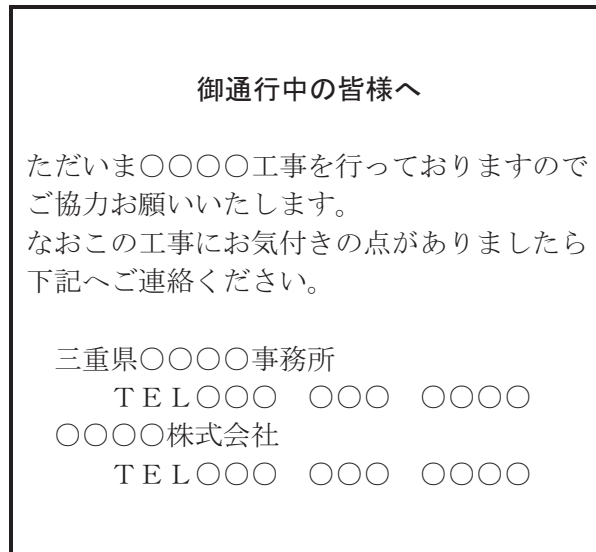 御通行中の皆様へ
ただいま○○○○工事を行っておりますので
ご協力お願いいたします。
なおこの工事にお気付きの点がありましたら
下記へご連絡ください。
三重県○○○○事務所
ＴＥＬ○○○　○○○　○○○○
○○○○株式会社
ＴＥＬ○○○　○○○　○○○○